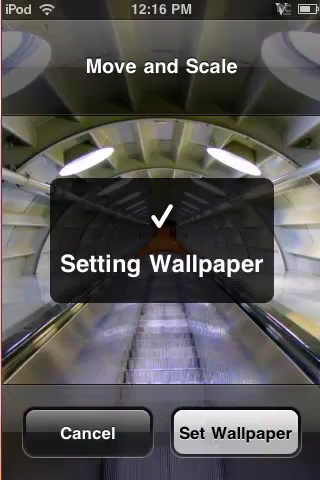 iPod 12:16 PM
Move and Scale
Setting Wallpaper
Cancel Set Wallpaper